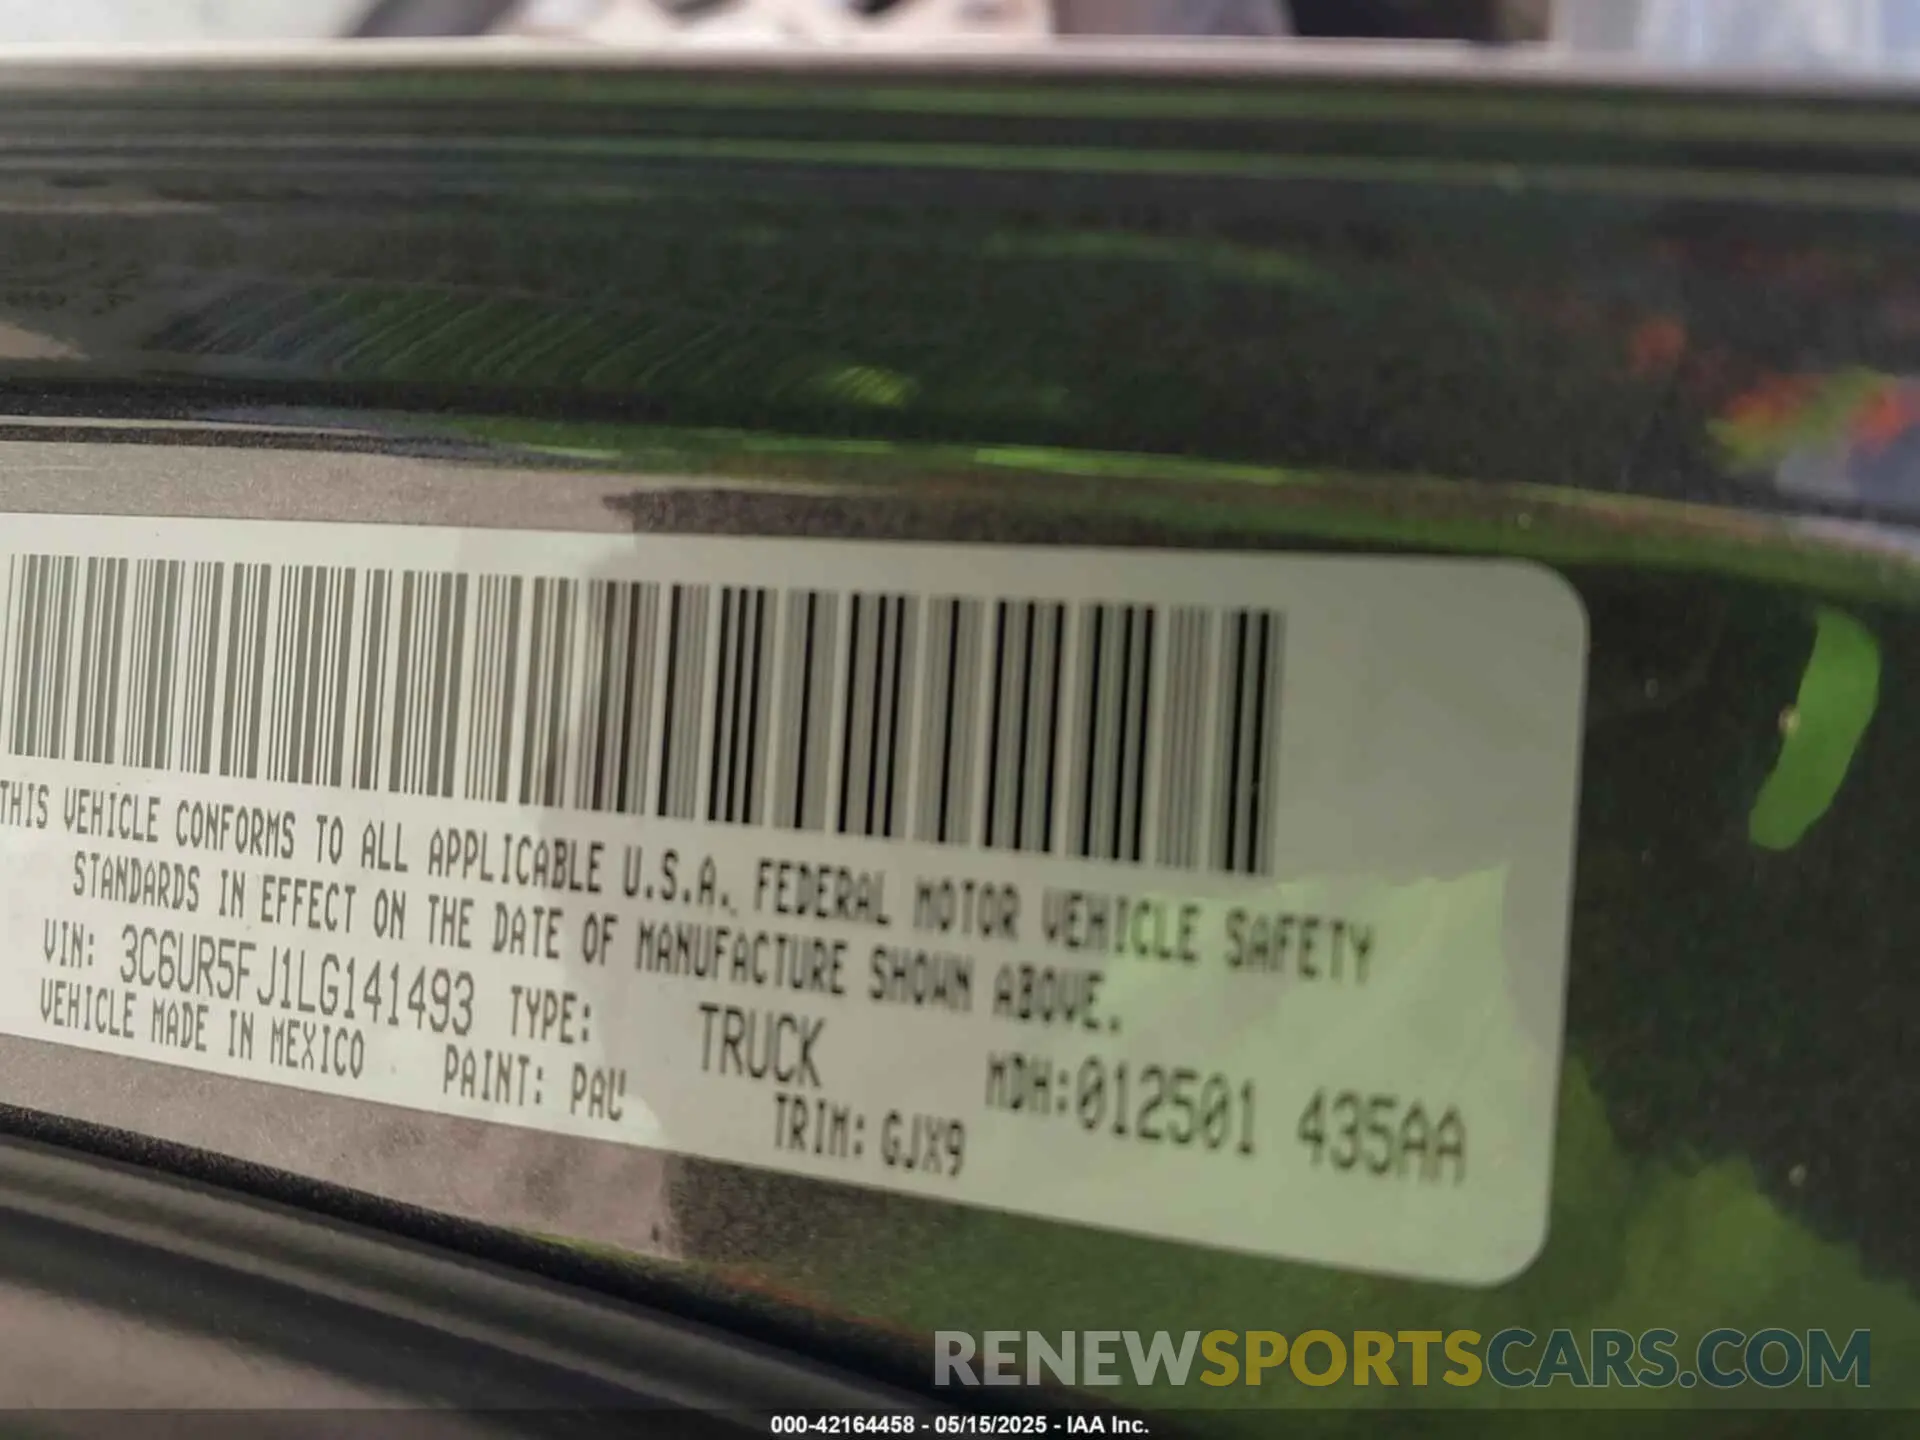 THIS VEHICLE CONFORMS TO ALL APPLICABLE U.S.A. FEDERAL MOTOR VEHICLE SAFETY
STANDARDS IN EFFECT ON THE DATE OF MANUFACTURE SHOWN ABOVE.
VIN: 3C6UR5FJ1LG141493 TYPE: TRUCK MDH:012501 435AA
VEHICLE MADE IN MEXICO PAINT: PAU TRIM: GJX9
RENEWSPORTSCARS.COM
000-42164458 - 05/15/2025 - IAA Inc.